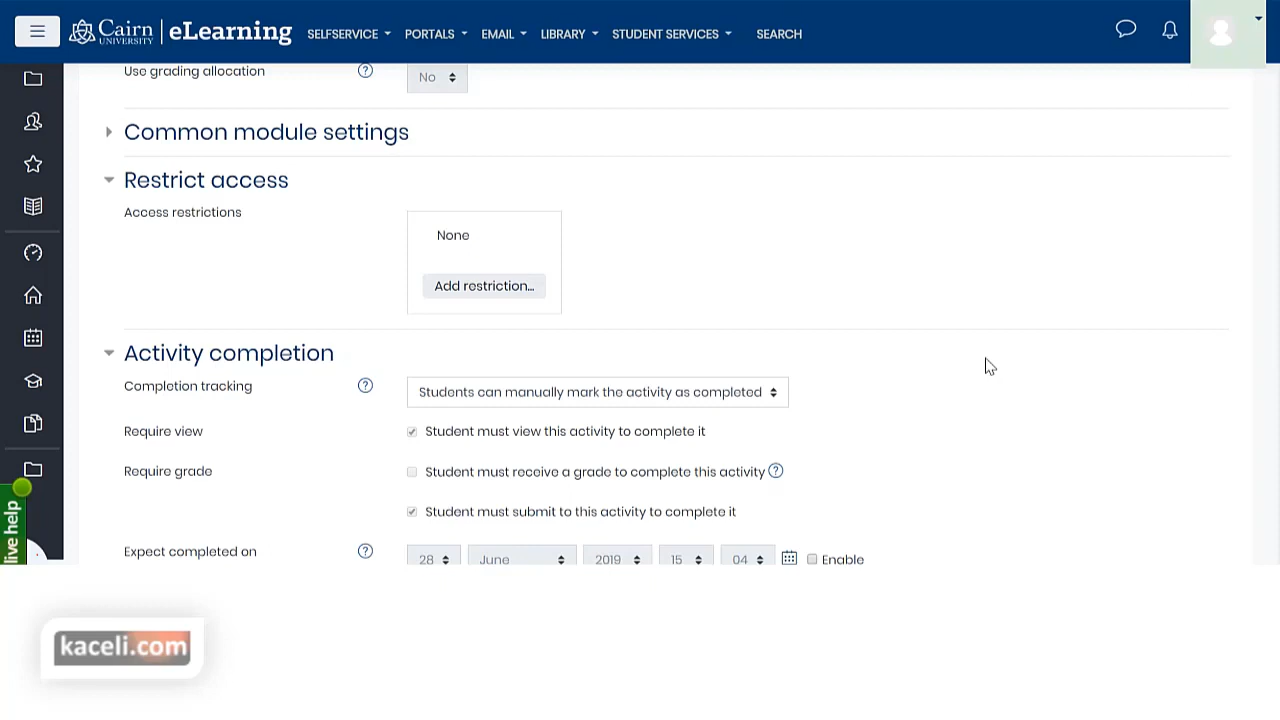 Cairn UNIVERSITY eLearning SELFSERVICE PORTALS EMAIL LIBRARY STUDENT SERVICES SEARCH
Use grading allocation No
Common module settings
Restrict access
Access restrictions
None
Add restriction...
Activity completion
Completion tracking Students can manually mark the activity as completed
Require view Student must view this activity to complete it
Require grade Student must receive a grade to complete this activity
Student must submit to this activity to complete it
Expect completed on 28 June 2019 15 04 Enable
live help
kaceli.com